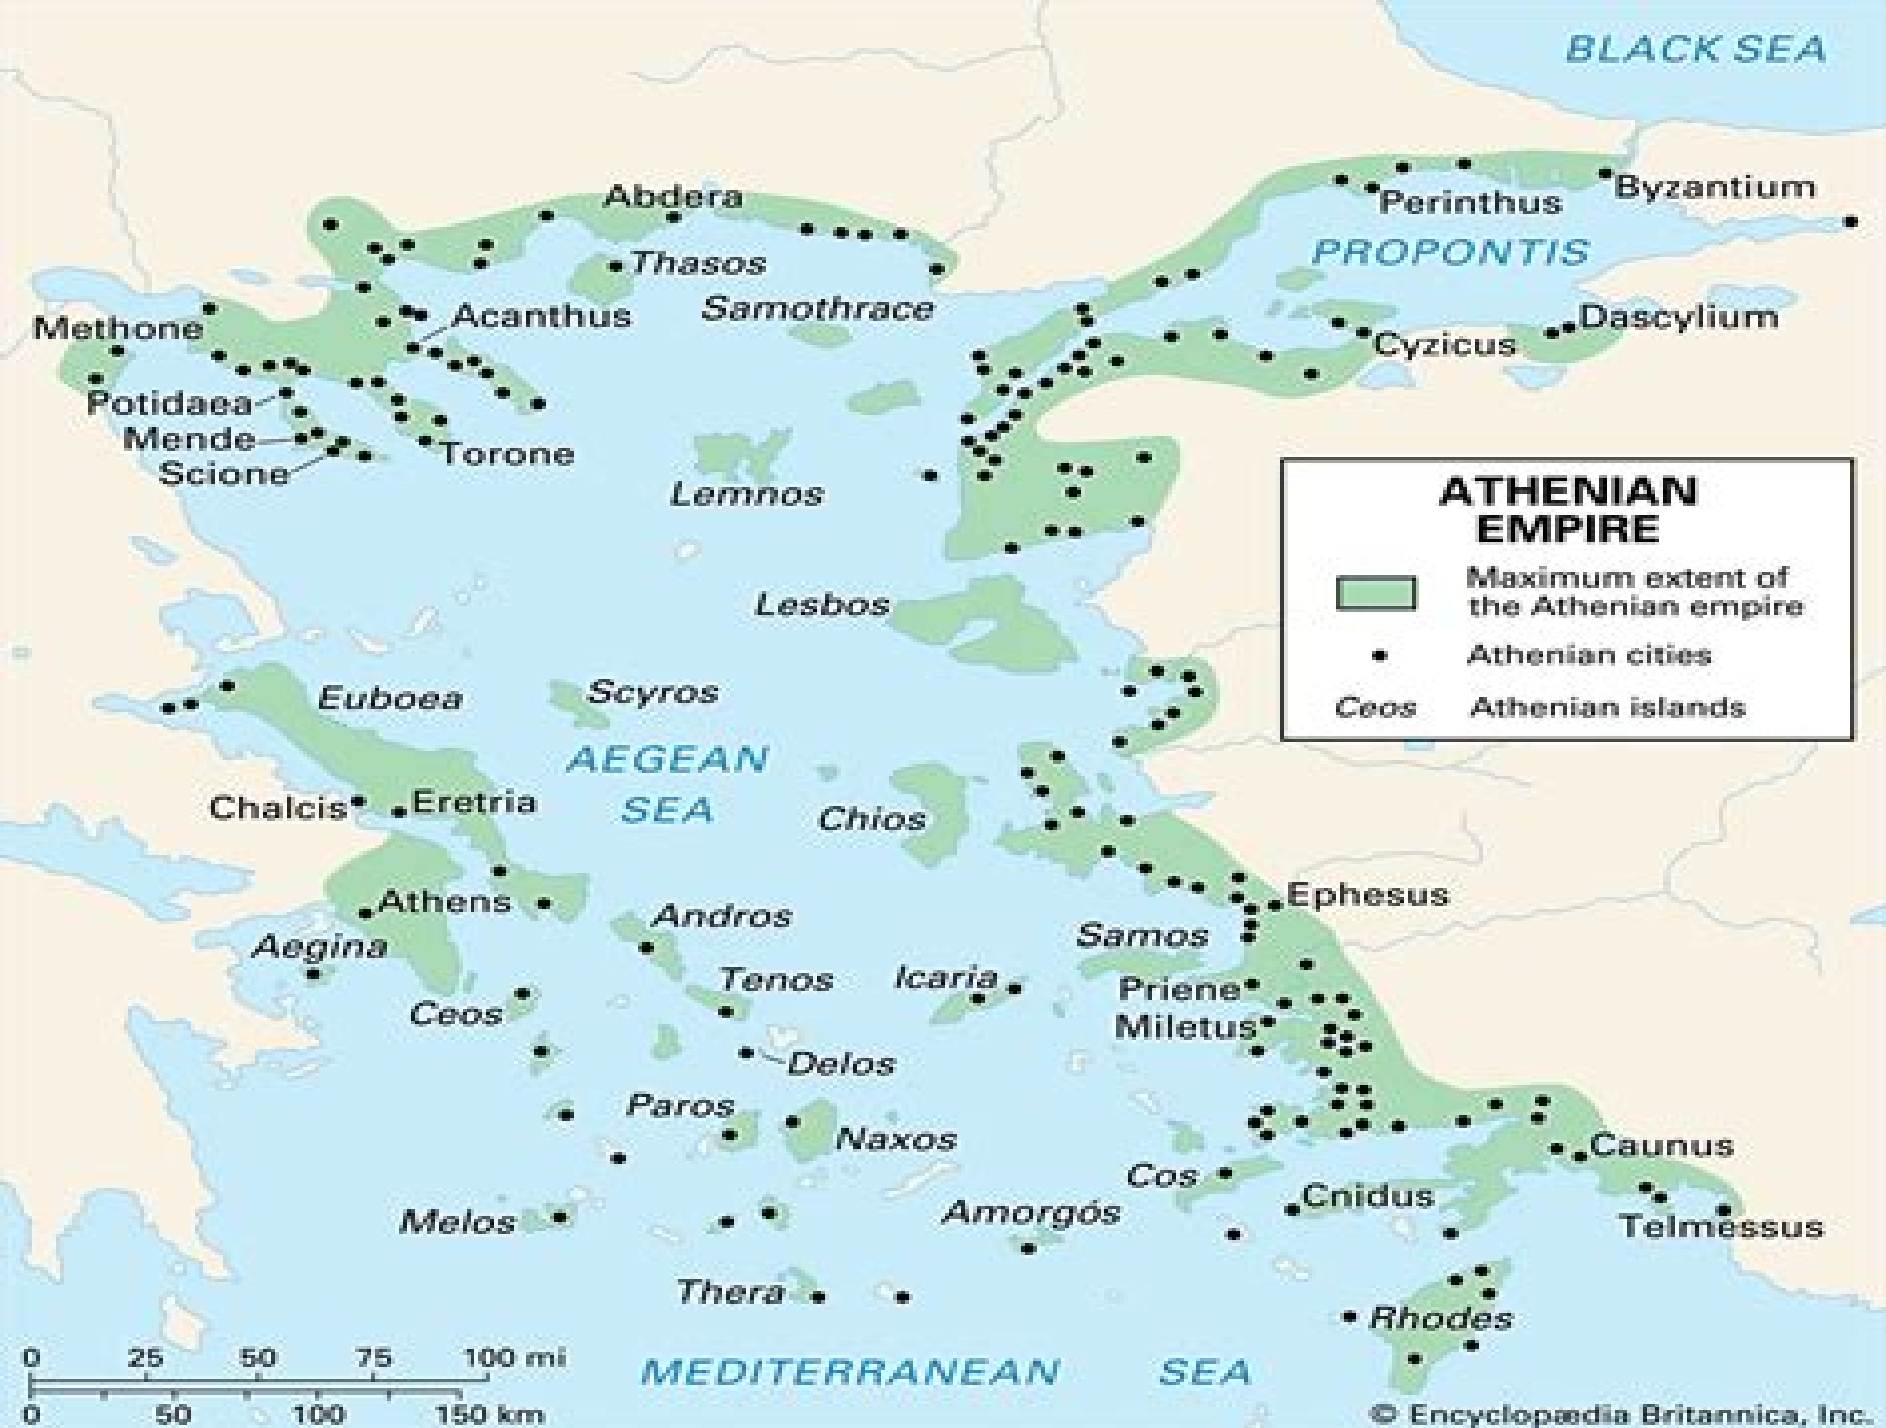 BLACK SEA
Byzantium
Perinthus
Abdera
PROPONTIS
Thasos
Samothrace
Acanthus
Dascylium
Methone
Cyzicus
Potidaea
Mende
Torone
Scione
Lemnos
ATHENIAN
EMPIRE
Maximum extent of
the Athenian empire
Athenian cities
Ceos Athenian islands
Lesbos
Euboea
Scyros
AEGEAN
SEA
Chalcis
Eretria
Chios
Athens
Ephesus
Andros
Samos
Aegina
Tenos
Icaria
Priene
Ceos
Miletus
Delos
Paros
Naxos
Caunus
Cos
Cnidus
Melos
Amorgós
Telmessus
Thera
Rhodes
0 25 50 75 100 mi
0 50 100 150 km
MEDITERRANEAN SEA
© Encyclopædia Britannica, Inc.